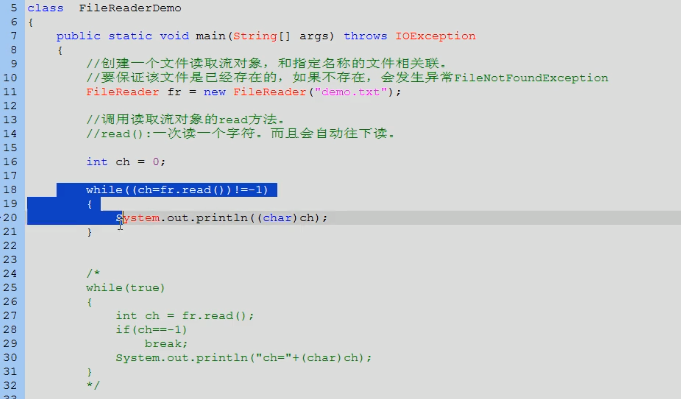 5 class FileReaderDemo
6 {
7 public static void main(String[] args) throws IOException
8 {
9 //创建一个文件读取流对象，和指定名称的文件相关联。
10 //要保证该文件是已经存在的，如果不存在，会发生异常FileNotFoundException
11 FileReader fr = new FileReader("demo.txt");
12
13 //调用读取流对象的read方法。
14 //read():一次读一个字符。而且会自动往下读。
15
16 int ch = 0;
17
18 while((ch=fr.read())!=-1)
19 {
20 System.out.println((char)ch);
21 }
22
23
24 /*
25 while(true)
26 {
27 int ch = fr.read();
28 if(ch==-1)
29 break;
30 System.out.println("ch="+(char)ch);
31 }
32 */
33